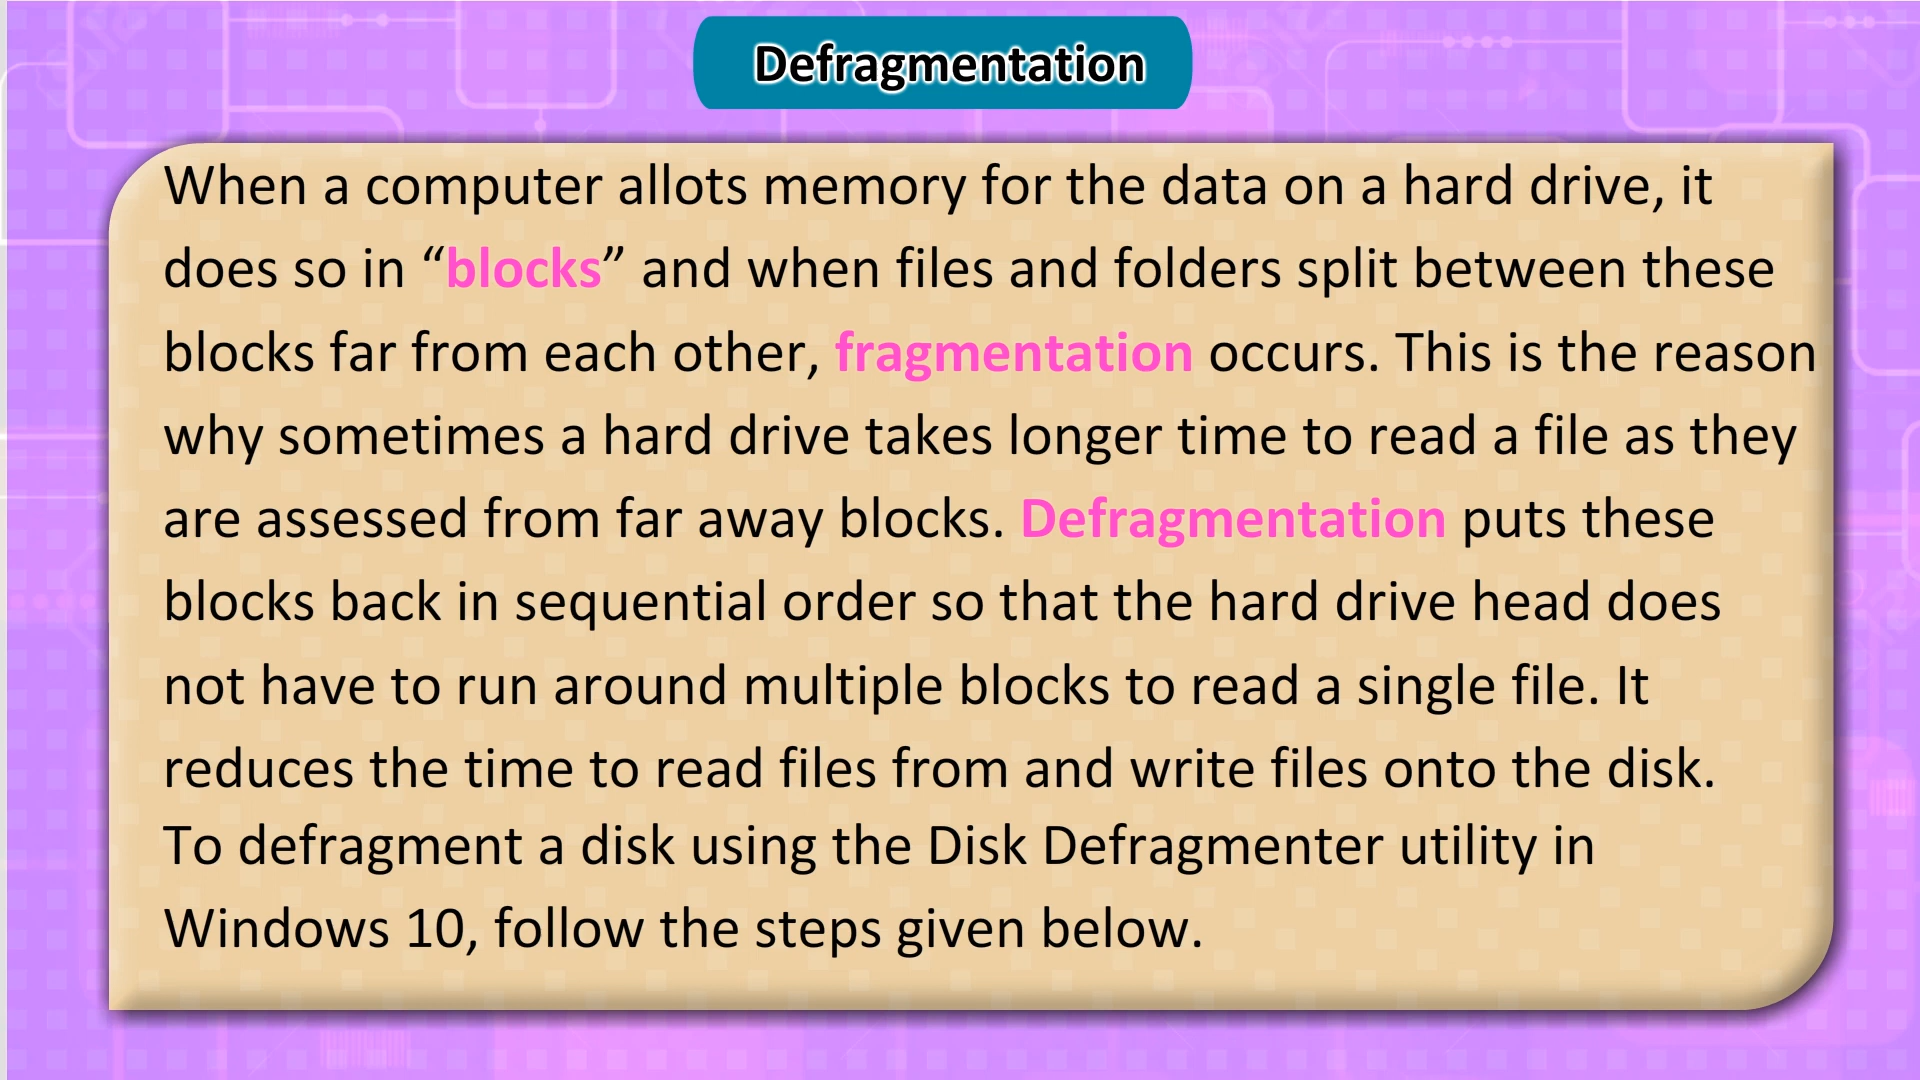 Defragmentation
When a computer allots memory for the data on a hard drive, it
does so in “blocks” and when files and folders split between these
blocks far from each other, fragmentation occurs. This is the reason
why sometimes a hard drive takes longer time to read a file as they
are assessed from far away blocks. Defragmentation puts these
blocks back in sequential order so that the hard drive head does
not have to run around multiple blocks to read a single file. It
reduces the time to read files from and write files onto the disk.
To defragment a disk using the Disk Defragmenter utility in
Windows 10, follow the steps given below.